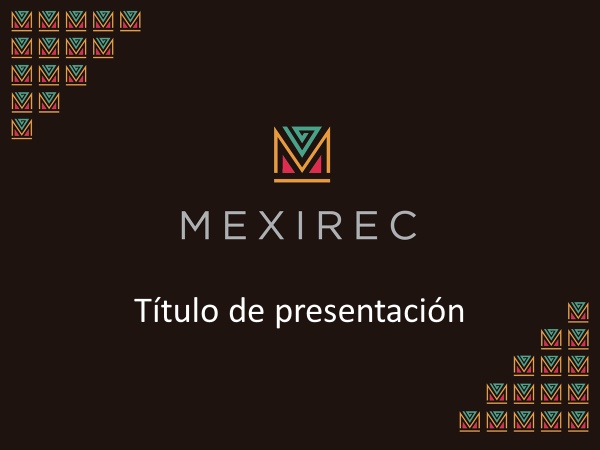 MEXIREC
Título de presentación